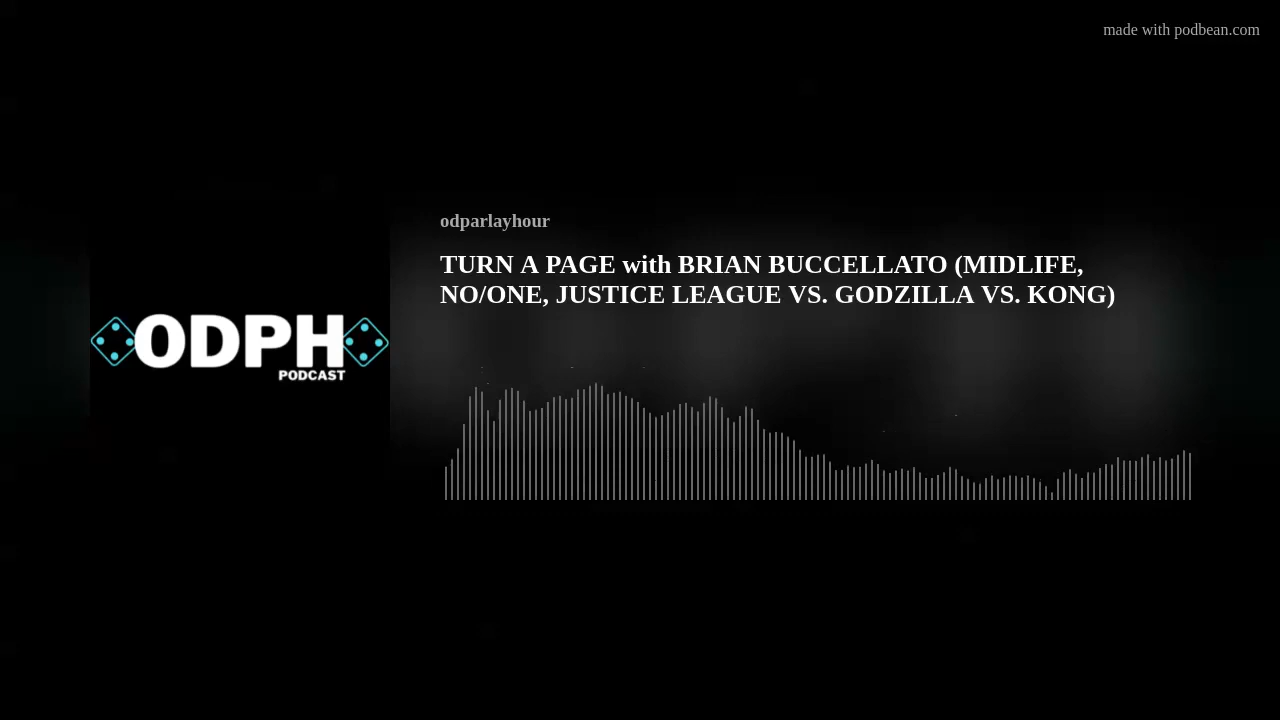 made with podbean.com
odparlayhour
TURN A PAGE with BRIAN BUCCELLATO (MIDLIFE,
NO/ONE, JUSTICE LEAGUE VS. GODZILLA VS. KONG)
ODPH
PODCAST